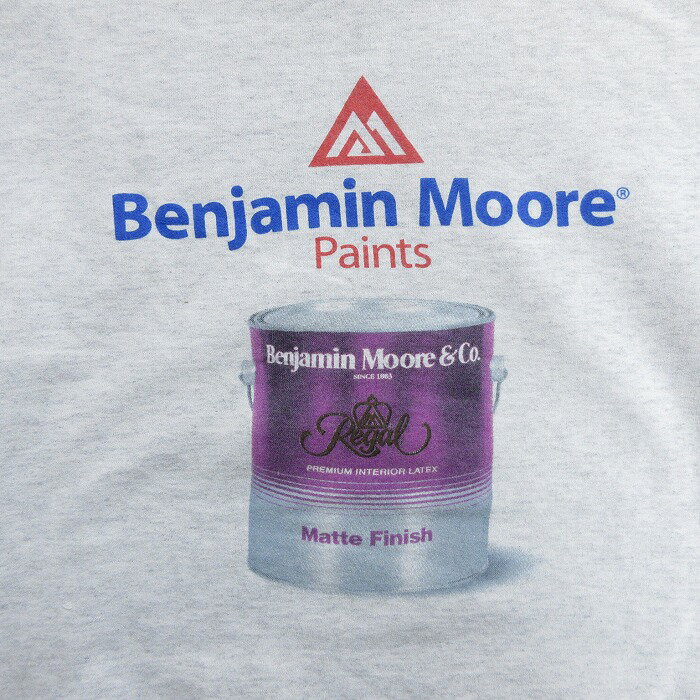 Benjamin Moore®
Paints
Benjamin Moore & Co.
SINCE 1883
Regal
PREMIUM INTERIOR LATEX
Matte Finish